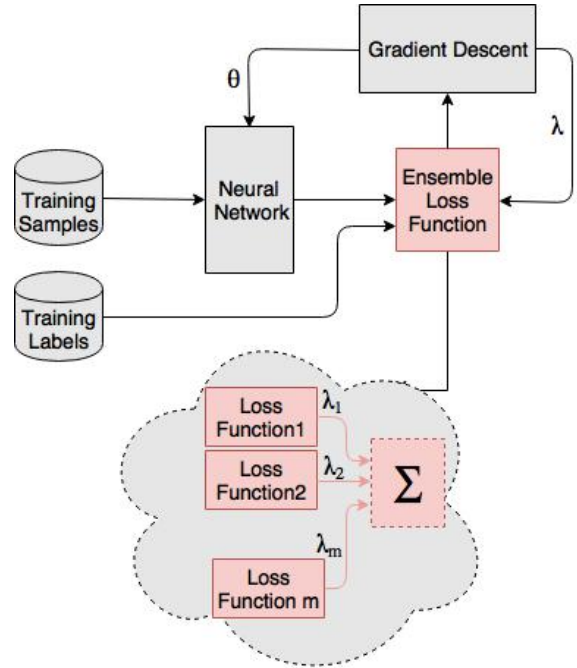 Gradient Descent
θ
λ
Training
Samples
Neural
Network
Ensemble
Loss
Function
Training
Labels
Loss
Function1
λ1
Loss
Function2
λ2
Σ
λm
Loss
Function m